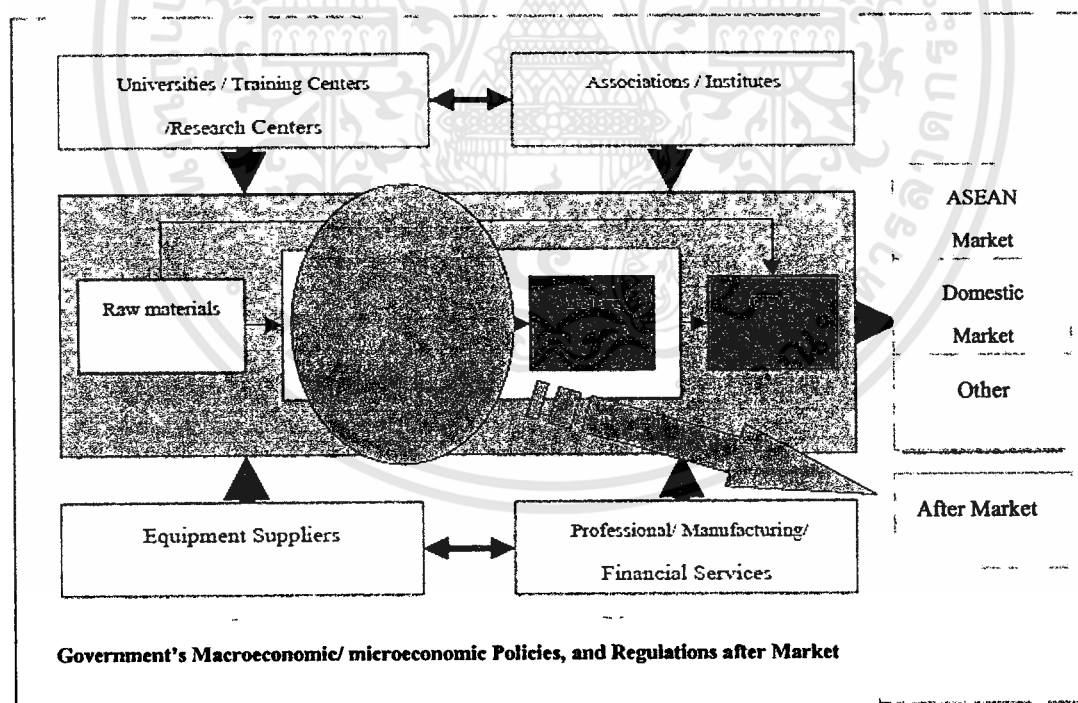 Universities / Training Centers
/Research Centers
Associations / Institutes
Raw materials
ASEAN
Market
Domestic
Market
Other
After Market
Equipment Suppliers
Professional/ Manufacturing/
Financial Services
Government's Macroeconomic/ microeconomic Policies, and Regulations after Market